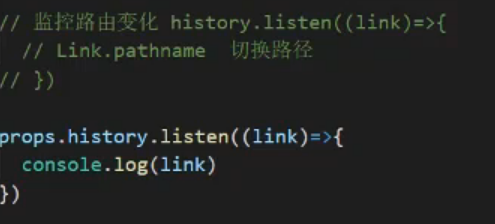 // 监控路由变化 history.listen((link)=>{
// Link.pathname 切换路径
// })
props.history.listen((link)=>{
console.log(link)
})